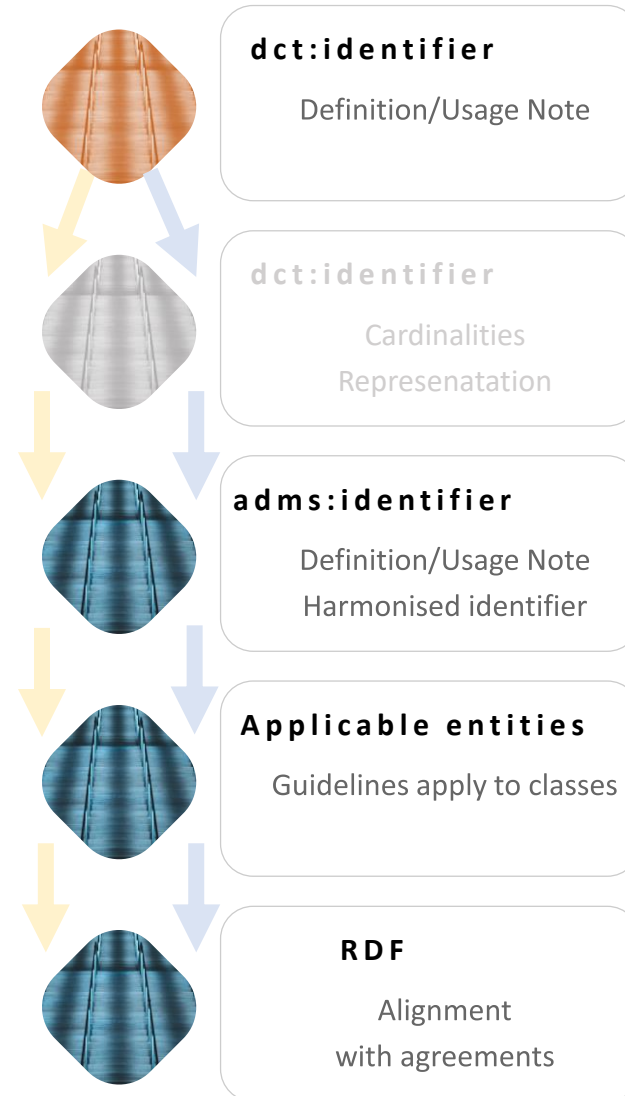 dct:identifier
Definition/Usage Note
dct:identifier
Cardinalities
Represenatation
adms:identifier
Definition/Usage Note
Harmonised identifier
Applicable entities
Guidelines apply to classes
RDF
Alignment
with agreements